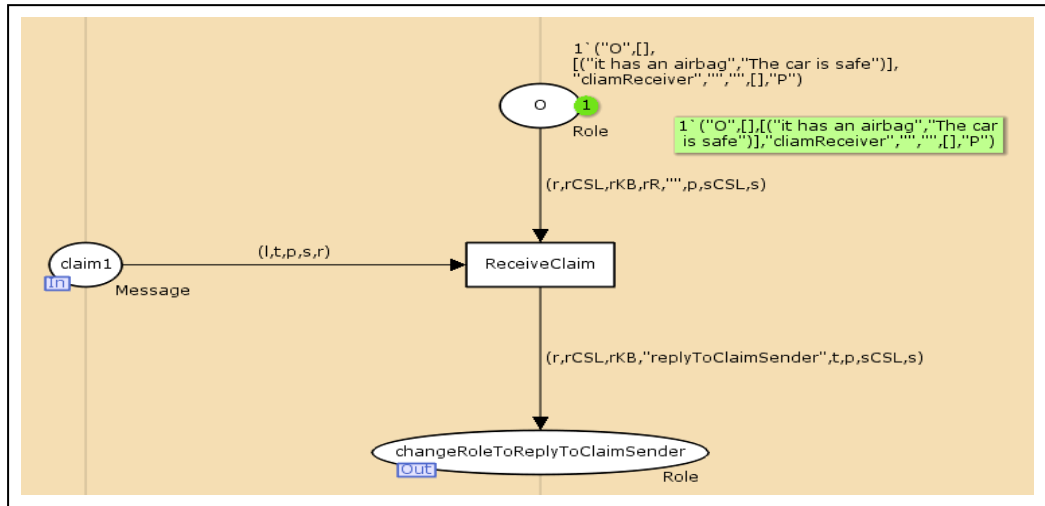 1`("O",[],
[("it has an airbag","The car is safe")],
"cliamReceiver","","",[],"P")
O
1
Role
1`("O",[],[("it has an airbag","The car
is safe")],"cliamReceiver","","",[],"P")
(r,rCSL,rKB,rR,"",p,sCSL,s)
(l,t,p,s,r)
claim1
In
Message
ReceiveClaim
(r,rCSL,rKB,"replyToClaimSender",t,p,sCSL,s)
changeRoleToReplyToClaimSender
Out
Role